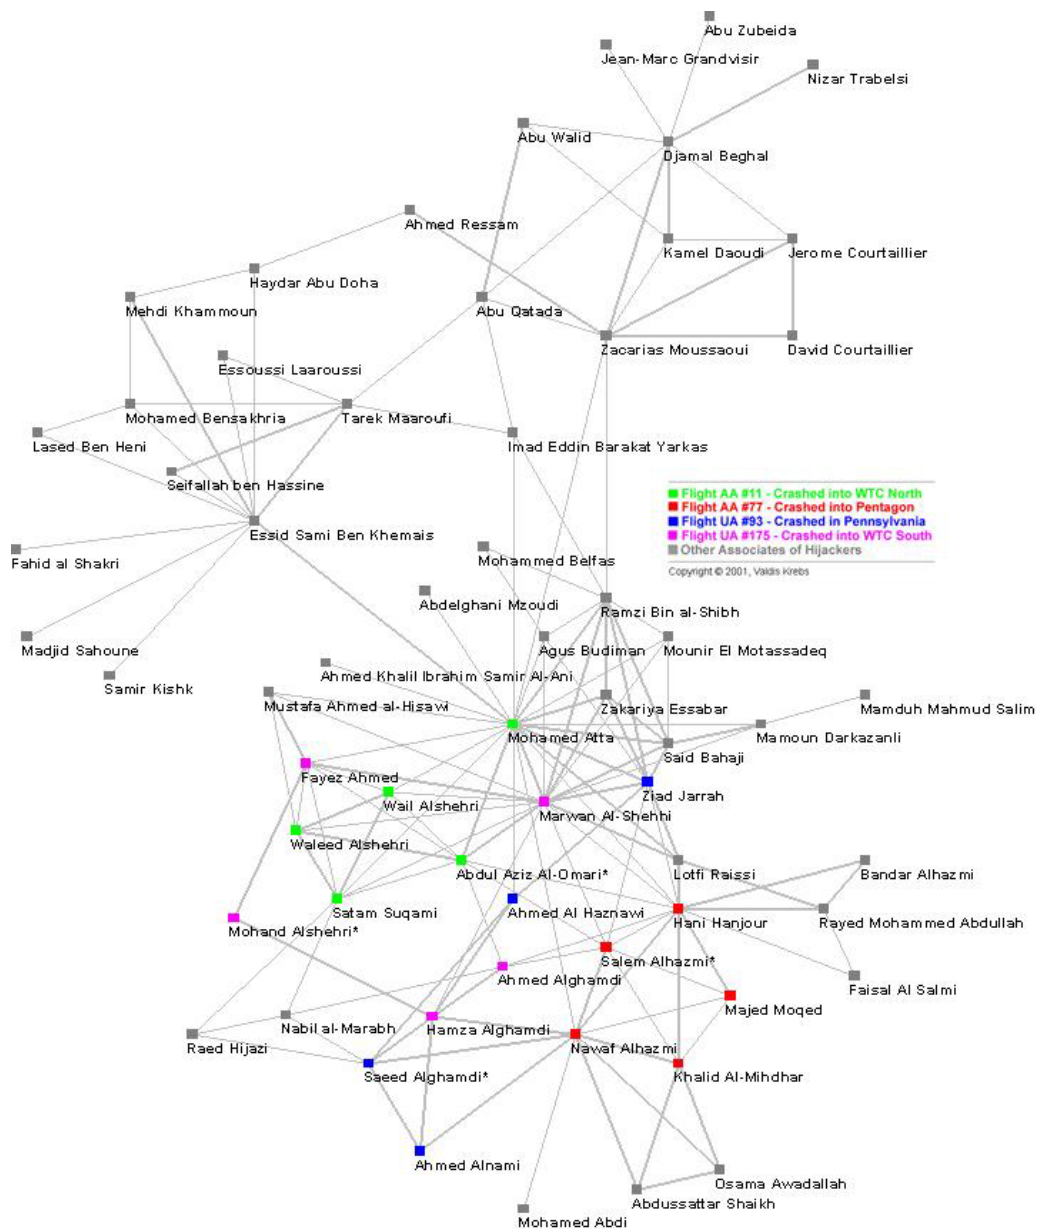 Abu Zubeida
Jean-Marc Grandvisir
Nizar Trabelsi
Abu Walid
Djamal Beghal
Ahmed Ressam
Kamel Daoudi
Jerome Courtaillier
Haydar Abu Doha
Mehdi Khammoun
Abu Qatada
Zacarias Moussaoui
David Courtaillier
Essoussi Laaroussi
Mohamed Bensakhria
Tarek Maaroufi
Lased Ben Heni
Imad Eddin Barakat Yarkas
Seifallah ben Hassine
Flight AA #11 - Crashed into WTC North
Flight AA #77 - Crashed into Pentagon
Flight UA #93 - Crashed in Pennsylvania
Flight UA #175 - Crashed into WTC South
Other Associates of Hijackers
Copyright © 2001, Valdis Krebs
Essid Sami Ben Khemais
Fahid al Shakri
Mohammed Belfas
Abdelghani Mzoudi
Ramzi Bin al-Shibh
Madjid Sahoune
Agus Budiman
Mounir El Motassadeq
Ahmed Khalil Ibrahim Samir Al-Ani
Samir Kishk
Mustafa Ahmed al-Hisawi
Zakariya Essabar
Mamduh Mahmud Salim
Mohamed Atta
Mamoun Darkazanli
Said Bahaji
Fayez Ahmed
Ziad Jarrah
Wail Alshehri
Marwan Al-Shehhi
Waleed Alshehri
Abdul Aziz Al-Omari*
Lotfi Raissi
Bandar Alhazmi
Satam Suqami
Ahmed Al Haznawi
Hani Hanjour
Rayed Mohammed Abdullah
Mohand Alshehri*
Salem Alhazmi*
Ahmed Alghamdi
Faisal Al Salmi
Majed Moqed
Nabil al-Marabh
Hamza Alghamdi
Raed Hijazi
Nawaf Alhazmi
Saeed Alghamdi*
Khalid Al-Mihdhar
Ahmed Alnami
Osama Awadallah
Abdussattar Shaikh
Mohamed Abdi